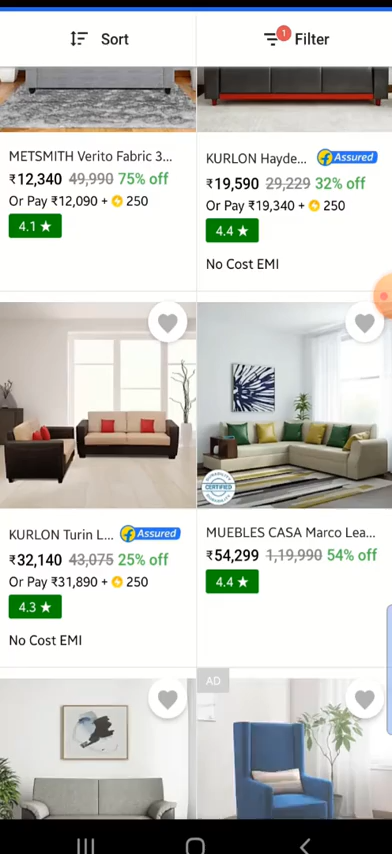 Sort
1
Filter
METSMITH Verito Fabric 3...
₹12,340 49,990 75% off
Or Pay ₹12,090 + 250
4.1 ★
KURLON Hayde... Assured
₹19,590 29,229 32% off
Or Pay ₹19,340 + 250
4.4 ★
No Cost EMI
KURLON Turin L... Assured
₹32,140 43,075 25% off
Or Pay ₹31,890 + 250
4.3 ★
No Cost EMI
CERTIFIED
MUEBLES CASA Marco Lea...
₹54,299 1,19,990 54% off
4.4 ★
AD